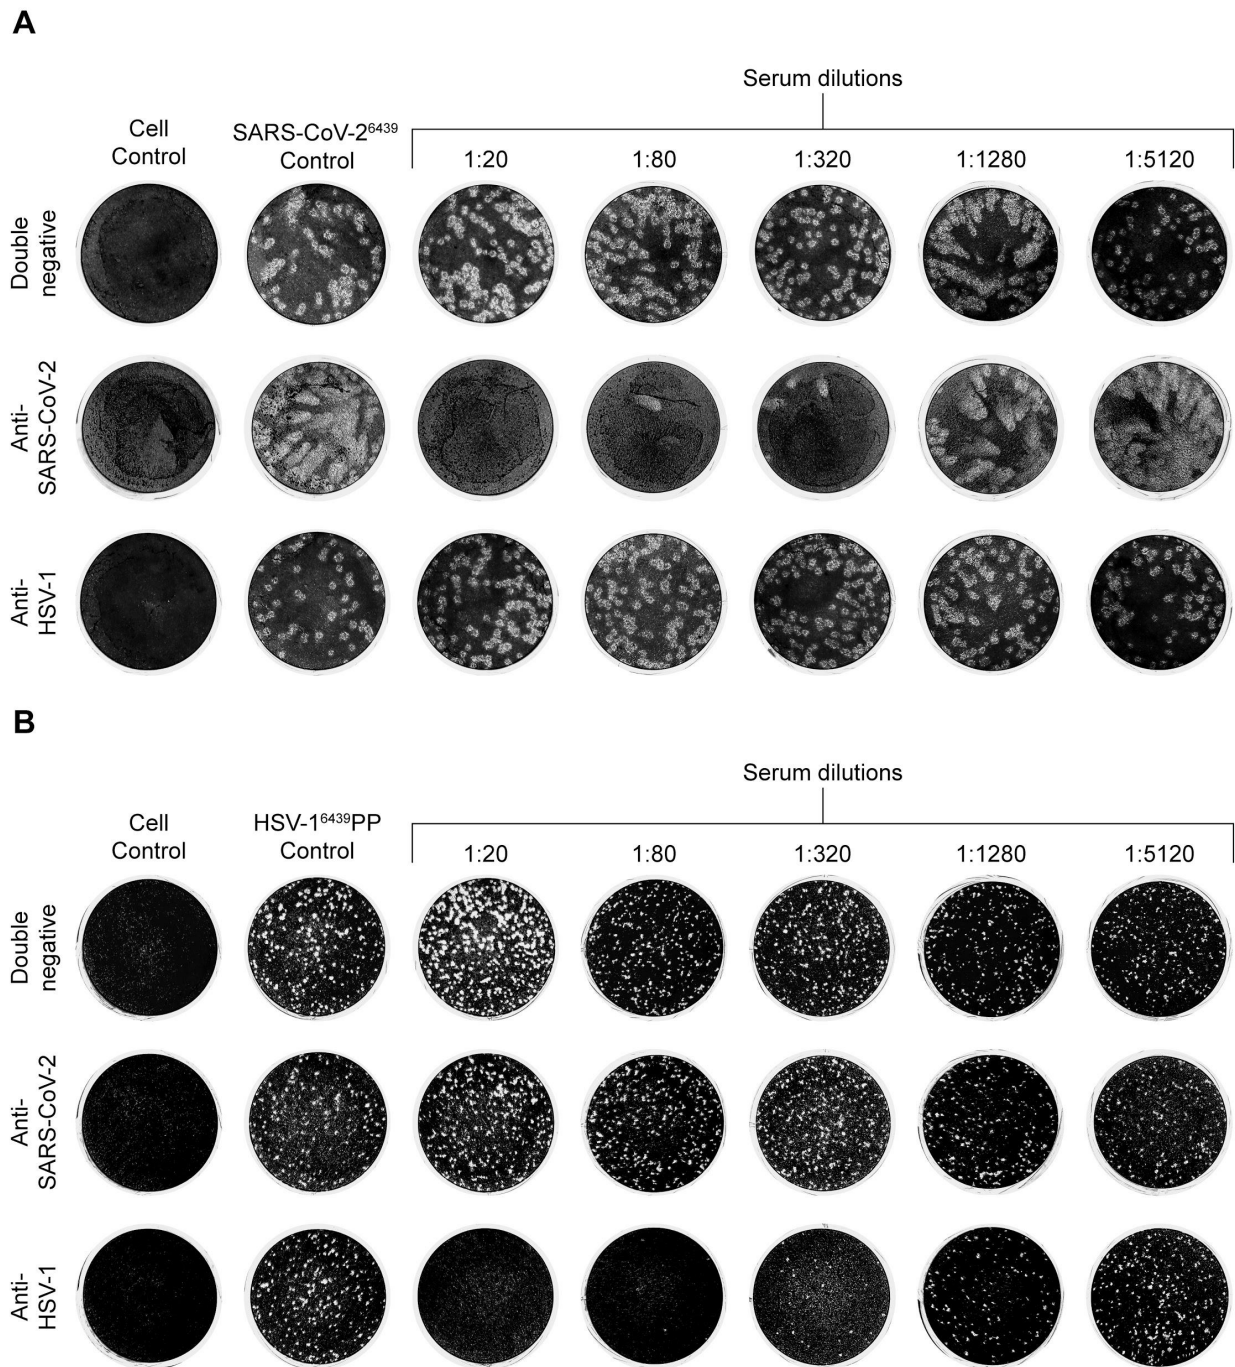 A
Serum dilutions
Cell
Control
SARS-CoV-2⁶⁴³⁹
Control
1:20
1:80
1:320
1:1280
1:5120
Double
negative
Anti-
SARS-CoV-2
Anti-
HSV-1
B
Serum dilutions
Cell
Control
HSV-1⁶⁴³⁹PP
Control
1:20
1:80
1:320
1:1280
1:5120
Double
negative
Anti-
SARS-CoV-2
Anti-
HSV-1